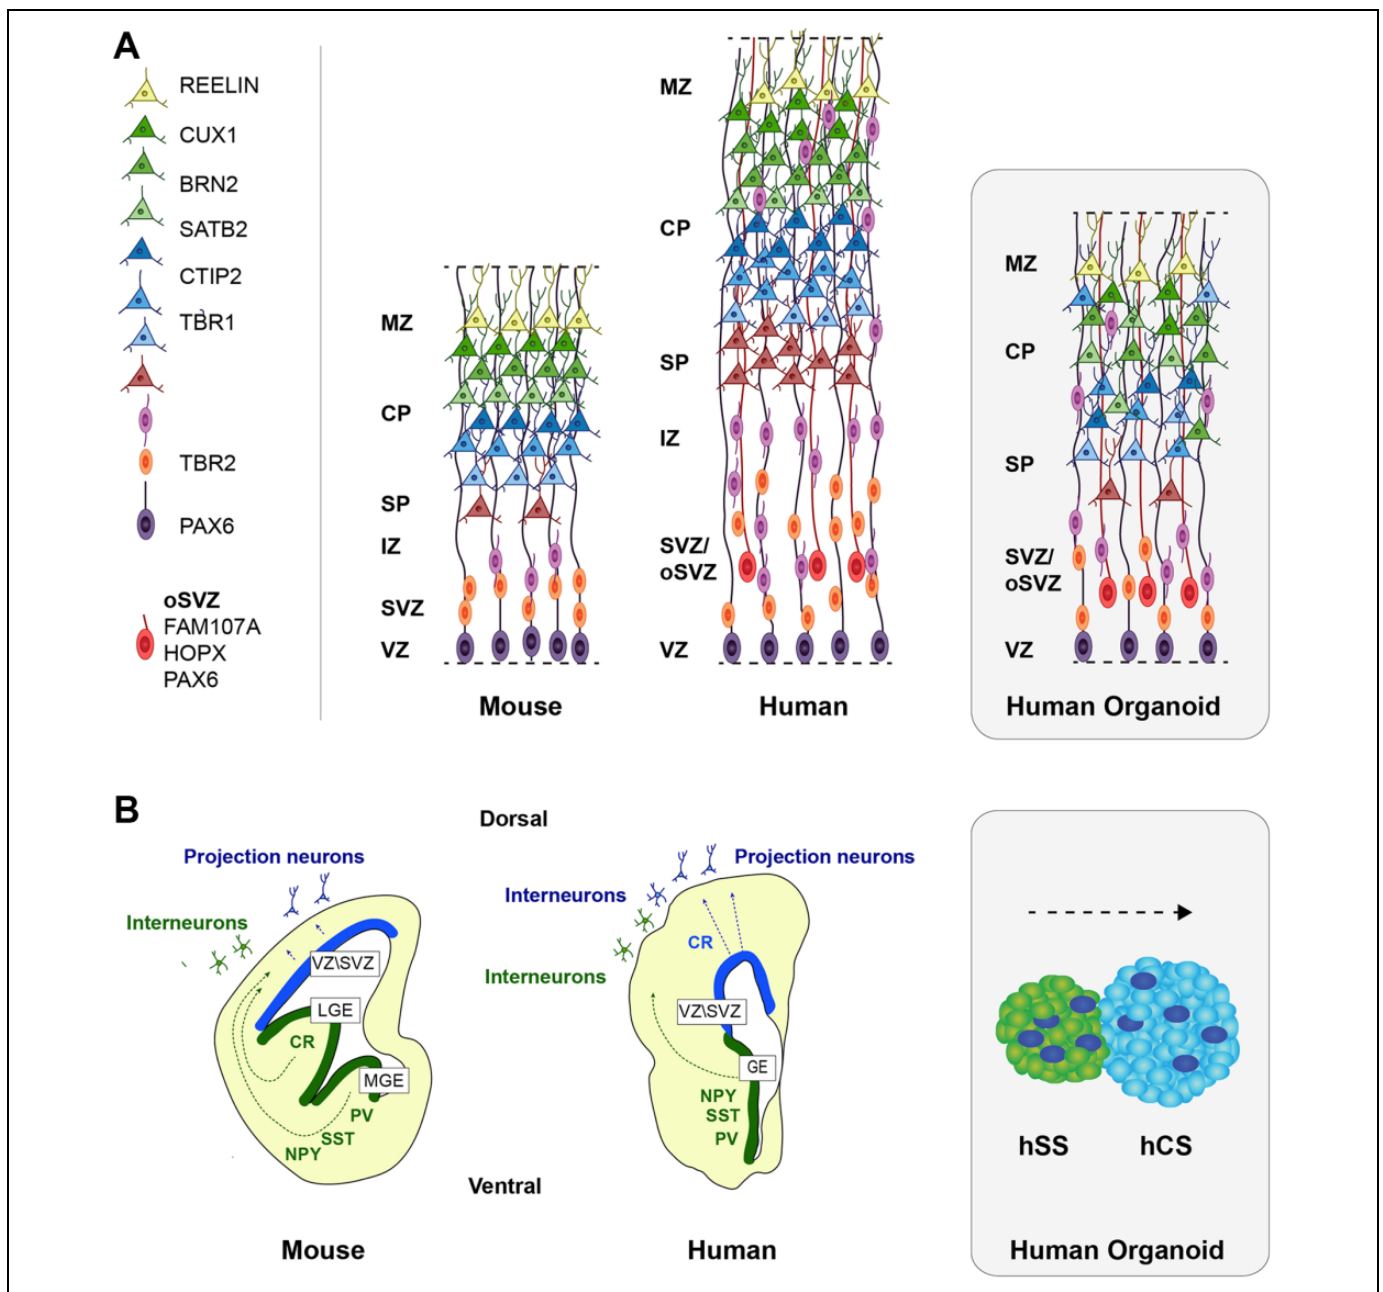 A
REELIN
CUX1
BRN2
SATB2
CTIP2
TBR1
TBR2
PAX6
oSVZ
FAM107A
HOPX
PAX6
MZ
CP
SP
IZ
SVZ
VZ
Mouse
MZ
CP
SP
IZ
SVZ/
oSVZ
VZ
Human
MZ
CP
SP
SVZ/
oSVZ
VZ
Human Organoid
B
Dorsal
Projection neurons
Interneurons
VZ\SVZ
LGE
CR
MGE
PV
SST
NPY
Mouse
Projection neurons
Interneurons
CR
Interneurons
VZ\SVZ
GE
NPY
SST
PV
Ventral
Human
hSS
hCS
Human Organoid